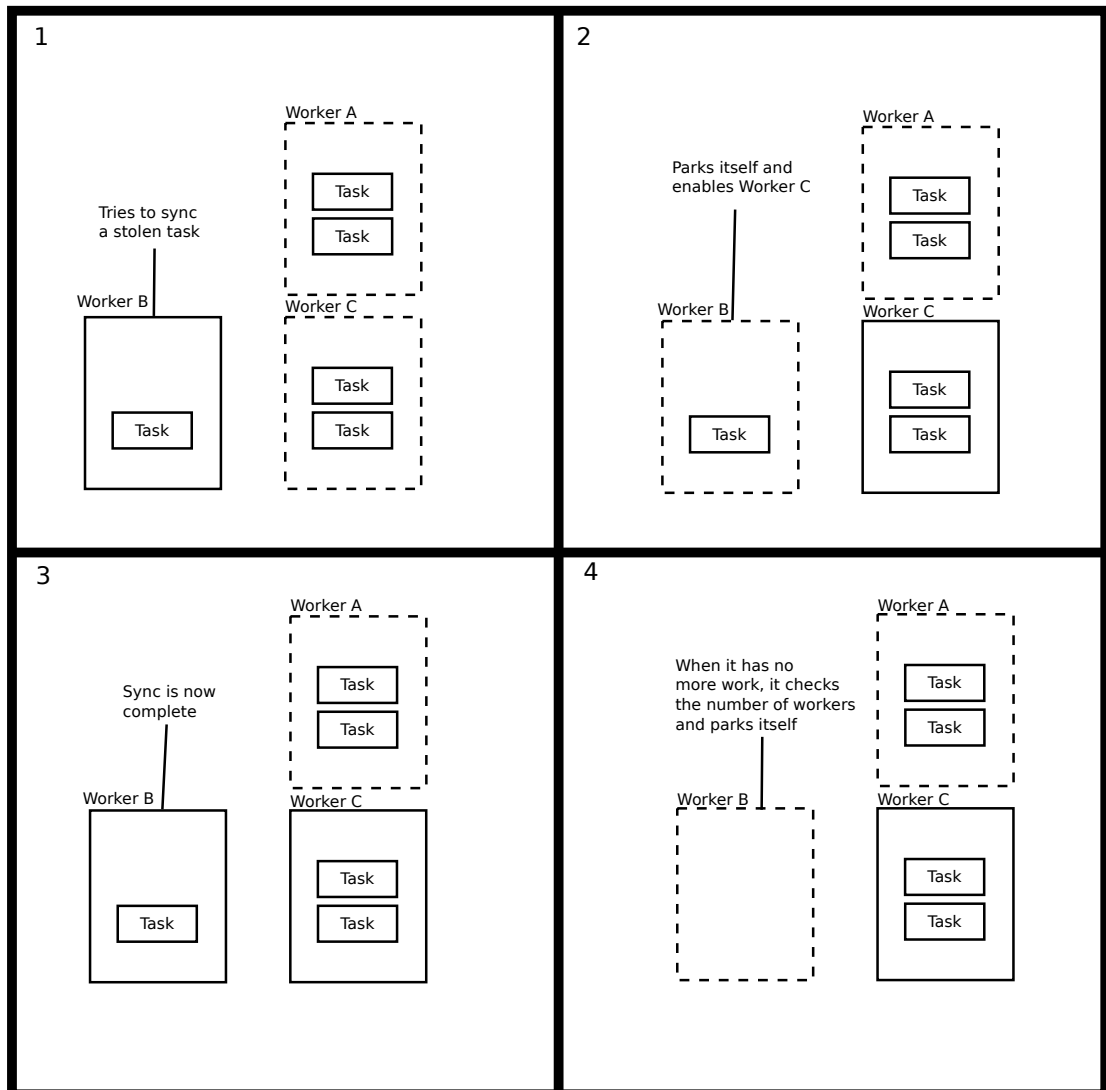 1
Worker A
Task
Task
Tries to sync
a stolen task
Worker B
Task
Worker C
Task
Task
2
Worker A
Task
Task
Parks itself and
enables Worker C
Worker B
Task
Worker C
Task
Task
3
Worker A
Task
Task
Sync is now
complete
Worker B
Task
Worker C
Task
Task
4
Worker A
Task
Task
When it has no
more work, it checks
the number of workers
and parks itself
Worker B
Worker C
Task
Task